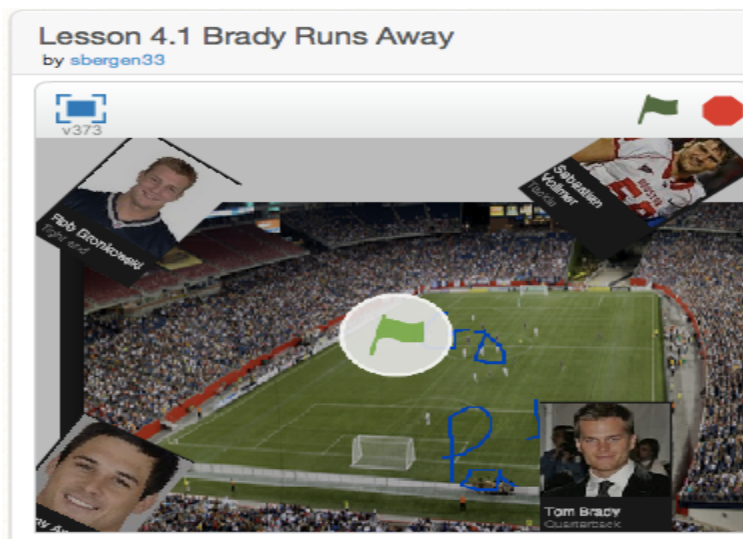 Lesson 4.1 Brady Runs Away
by sbergen33
v373
Rob Gronkowski
Tight end
Sebastian
Vollmer
Tackle
Tom Brady
Quarterback